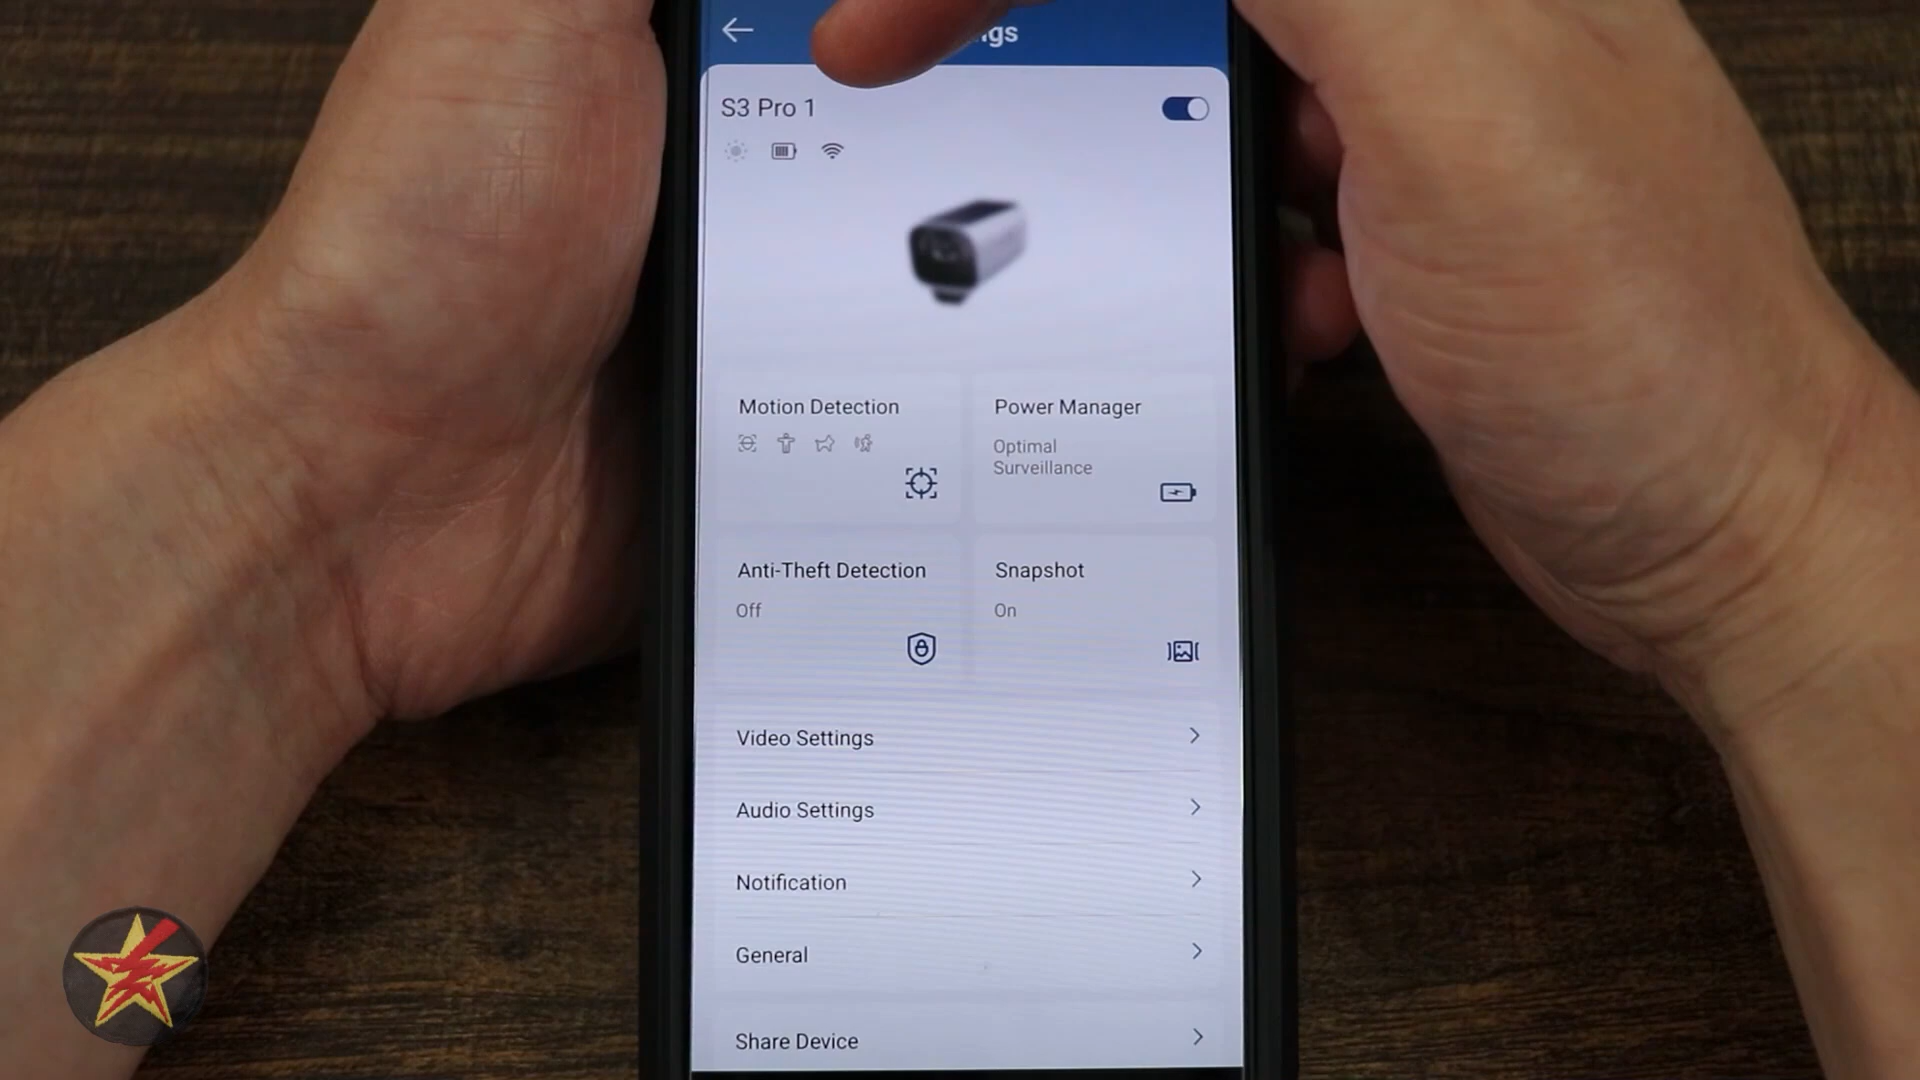 S3 Pro 1
Motion Detection
Power Manager
Optimal
Surveillance
Anti-Theft Detection
Off
Snapshot
On
Video Settings
Audio Settings
Notification
General
Share Device